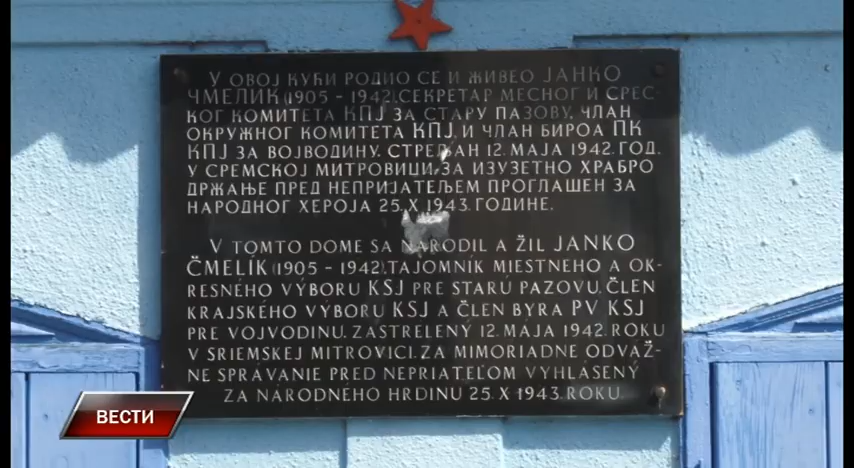 У ОВОЈ КУЋИ РОДИО СЕ И ЖИВЕО ЈАНКО
ЧМЕЛИК (1905 - 1942). СЕКРЕТАР МЕСНОГ И СРЕС-
КОГ КОМИТЕТА КПЈ ЗА СТАРУ ПАЗОВУ, ЧЛАН
ОКРУЖНОГ КОМИТЕТА КПЈ, И ЧЛАН БИРОА ПК
КПЈ ЗА ВОЈВОДИНУ. СТРЕЉАН 12. МАЈА 1942. ГОД.
У СРЕМСКОЈ МИТРОВИЦИ, ЗА ИЗУЗЕТНО ХРАБРО
ДРЖАЊЕ ПРЕД НЕПРИЈАТЕЉЕМ ПРОГЛАШЕН ЗА
НАРОДНОГ ХЕРОЈА 25. X 1943. ГОДИНЕ.
V TOMTO DOME SA NARODIL A ŽIL JANKO
ČMELÍK (1905 - 1942), TAJOMNÍK MIESTNEHO A OK-
RESNÉHO VÝBORU KSJ PRE STARÚ PAZOVU, ČLEN
KRAJSKÉHO VÝBORU KSJ A ČLEN BYRA PV KSJ
PRE VOJVODINU. ZASTRELENÝ 12. MAJA 1942. ROKU
V SRIEMSKEJ MITROVICI. ZA MIMORIADNE ODVÁŽ-
NE SPRÁVANIE PRED NEPRIATEĽOM VYHLÁSENÝ
ZA NÁRODNÉHO HRDINU 25. X 1943. ROKU
ВЕСТИ